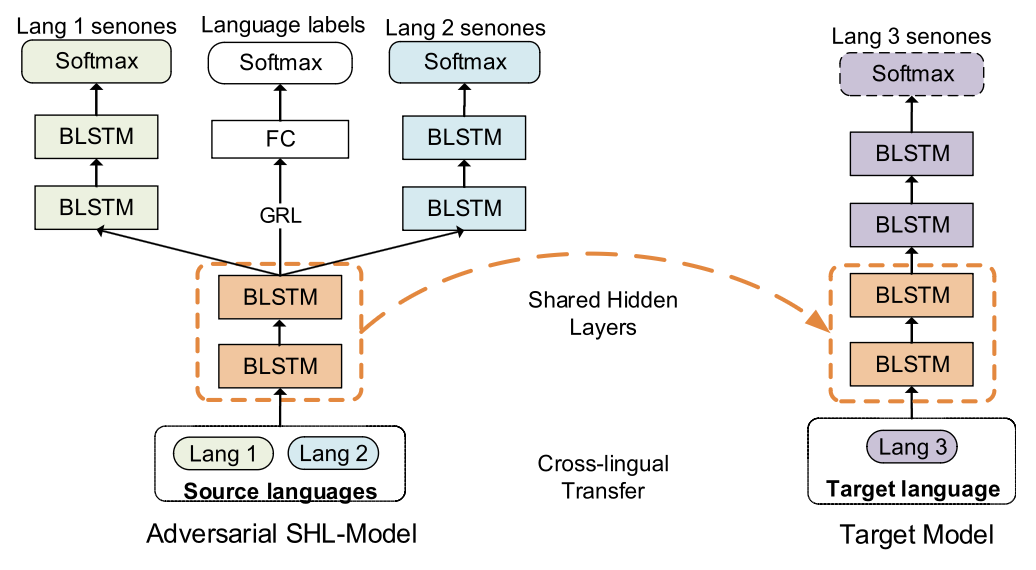 Lang 1 senones
Language labels
Lang 2 senones
Softmax
Softmax
Softmax
BLSTM
FC
BLSTM
BLSTM
GRL
BLSTM
BLSTM
BLSTM
Lang 1
Lang 2
Source languages
Adversarial SHL-Model
Shared Hidden
Layers
Cross-lingual
Transfer
Lang 3 senones
Softmax
BLSTM
BLSTM
BLSTM
BLSTM
Lang 3
Target language
Target Model